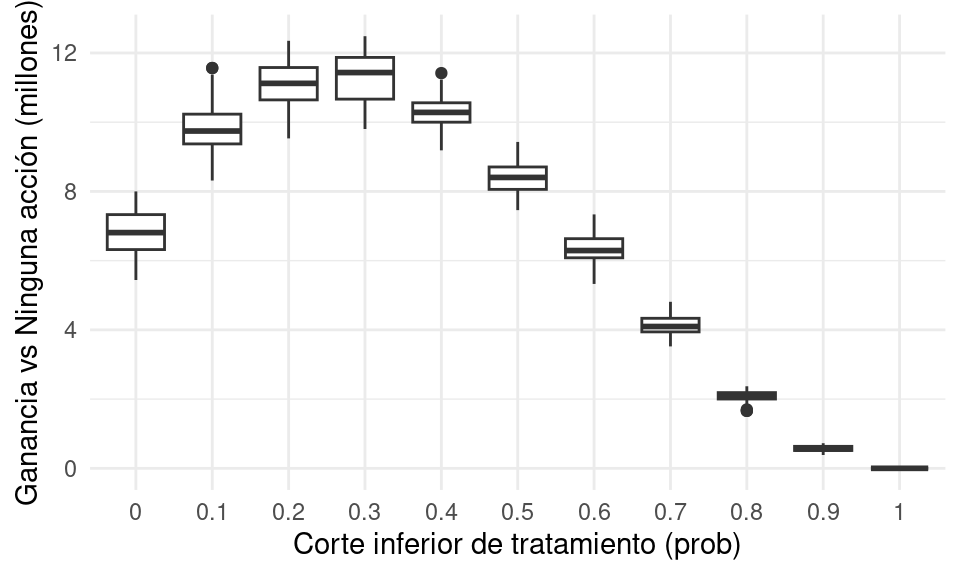 Ganancia vs Ninguna acción (millones)
12
8
4
0
0 0.1 0.2 0.3 0.4 0.5 0.6 0.7 0.8 0.9 1
Corte inferior de tratamiento (prob)